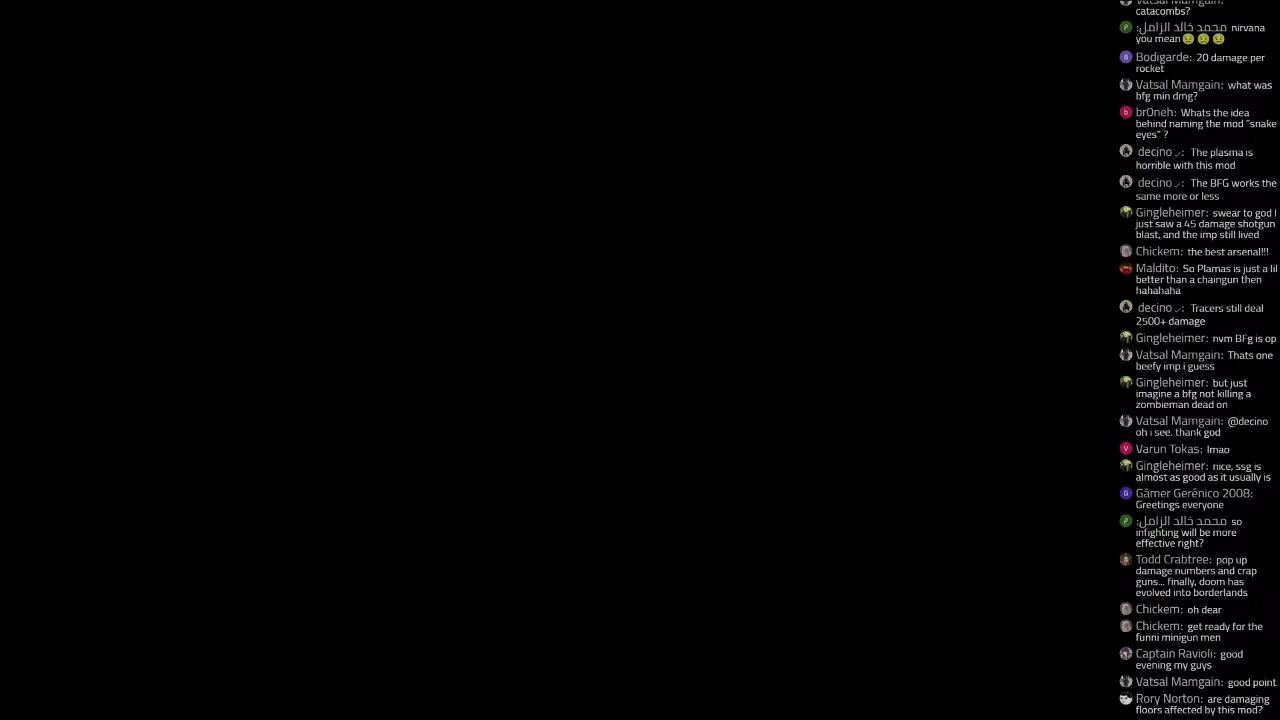 Vatsal Mamgain:
catacombs?
محمد خالد الزامل: nirvana
you mean🤢🤢🤢
Bodigarde: 20 damage per
rocket
Vatsal Mamgain: what was
bfg min dmg?
br0neh: Whats the idea
behind naming the mod "snake
eyes" ?
decino ✓: The plasma is
horrible with this mod
decino ✓: The BFG works the
same more or less
Gingleheimer: swear to god I
just saw a 45 damage shotgun
blast, and the imp still lived
Chickem: the best arsenal!!!
Maldito: So Plamas is just a lil
better than a chaingun then
hahahaha
decino ✓: Tracers still deal
2500+ damage
Gingleheimer: nvm BFg is op
Vatsal Mamgain: Thats one
beefy imp i guess
Gingleheimer: but just
imagine a bfg not killing a
zombieman dead on
Vatsal Mamgain: @decino
oh i see. thank god
Varun Tokas: lmao
Gingleheimer: nice, ssg is
almost as good as it usually is
Gâmer Gerénico 2008:
Greetings everyone
محمد خالد الزامل: so
infighting will be more
effective right?
Todd Crabtree: pop up
damage numbers and crap
guns... finally, doom has
evolved into borderlands
Chickem: oh dear
Chickem: get ready for the
funni minigun men
Captain Ravioli: good
evening my guys
Vatsal Mamgain: good point
Rory Norton: are damaging
floors affected by this mod?